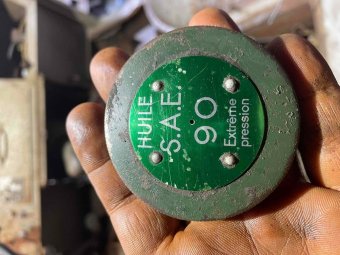 HUILE
S.A.E.
90
Extrême
pression